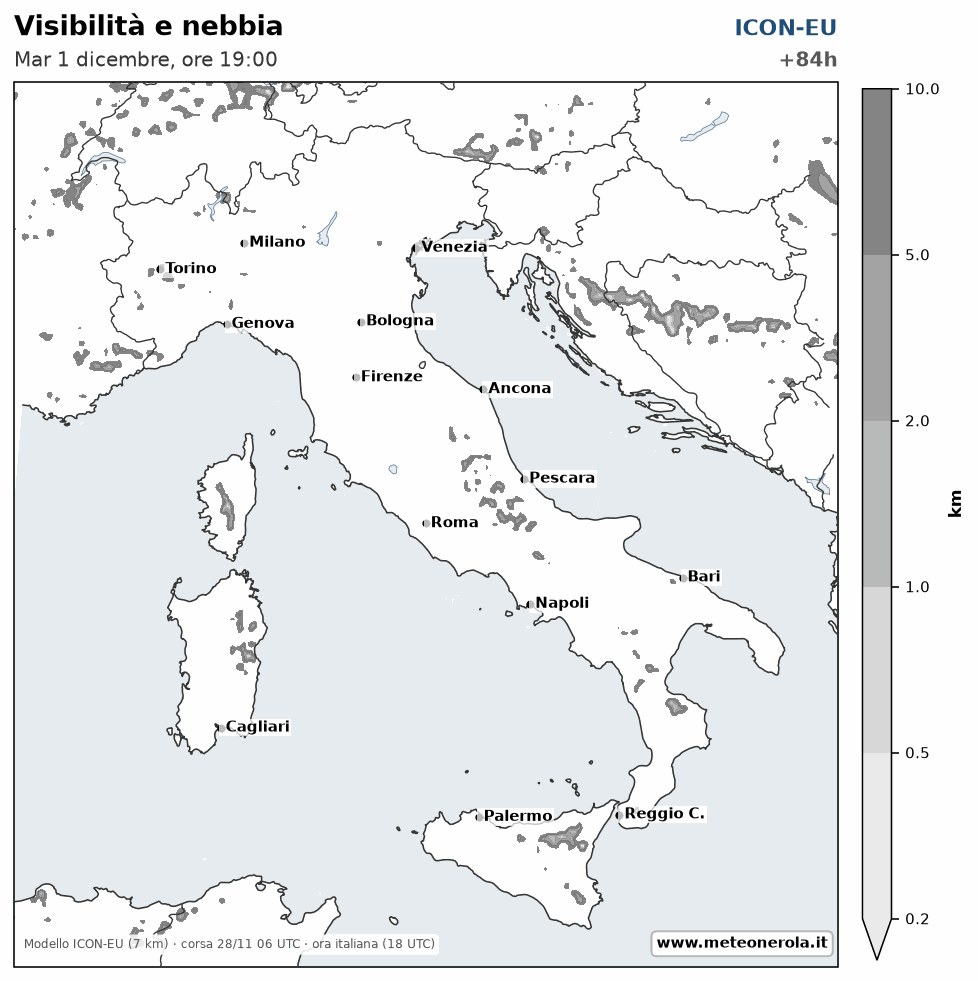 Visibilità e nebbia
ICON-EU
Mar 1 dicembre, ore 19:00
+84h
10.0
Milano
Venezia
5.0
Torino
Genova
Bologna
Firenze
Ancona
2.0
Pescara
km
Roma
Bari
1.0
Napoli
Cagliari
0.5
Palermo
Reggio C.
0.2
Modello ICON-EU (7 km) · corsa 28/11 06 UTC · ora italiana (18 UTC)
www.meteonerola.it